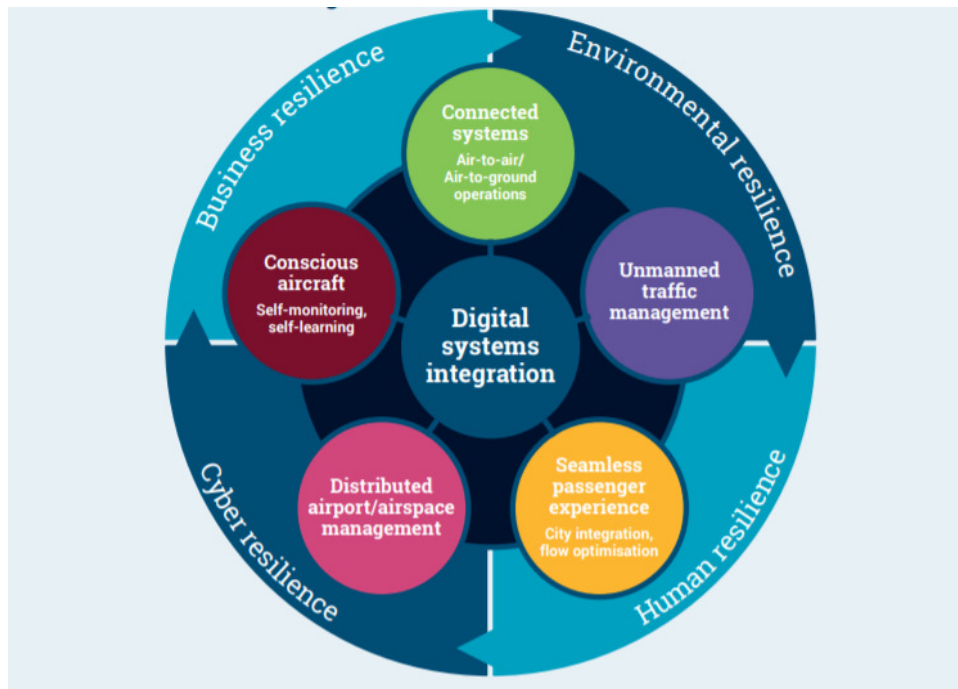 Business resilience
Environmental resilience
Connected
systems
Air-to-air/
Air-to-ground
operations
Conscious
aircraft
Self-monitoring,
self-learning
Unmanned
traffic
management
Digital
systems
integration
Distributed
airport/airspace
management
Seamless
passenger
experience
City integration,
flow optimisation
Cyber resilience
Human resilience